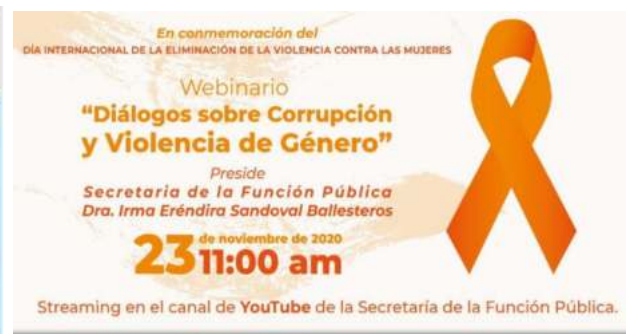 En conmemoración del
DÍA INTERNACIONAL DE LA ELIMINACIÓN DE LA VIOLENCIA CONTRA LAS MUJERES
Webinario
“Diálogos sobre Corrupción
y Violencia de Género”
Preside
Secretaria de la Función Pública
Dra. Irma Eréndira Sandoval Ballesteros
23 de noviembre de 2020
11:00 am
Streaming en el canal de YouTube de la Secretaría de la Función Pública.